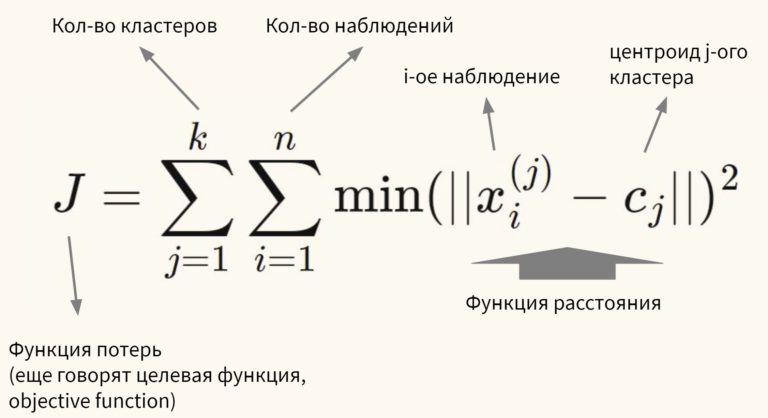 Кол-во кластеров
Кол-во наблюдений
i-ое наблюдение
центроид j-ого
кластера
J = \sum_{j=1}^{k} \sum_{i=1}^{n} min(||x_i^{(j)} − c_j||)^2
Функция расстояния
Функция потерь
(еще говорят целевая функция,
objective function)